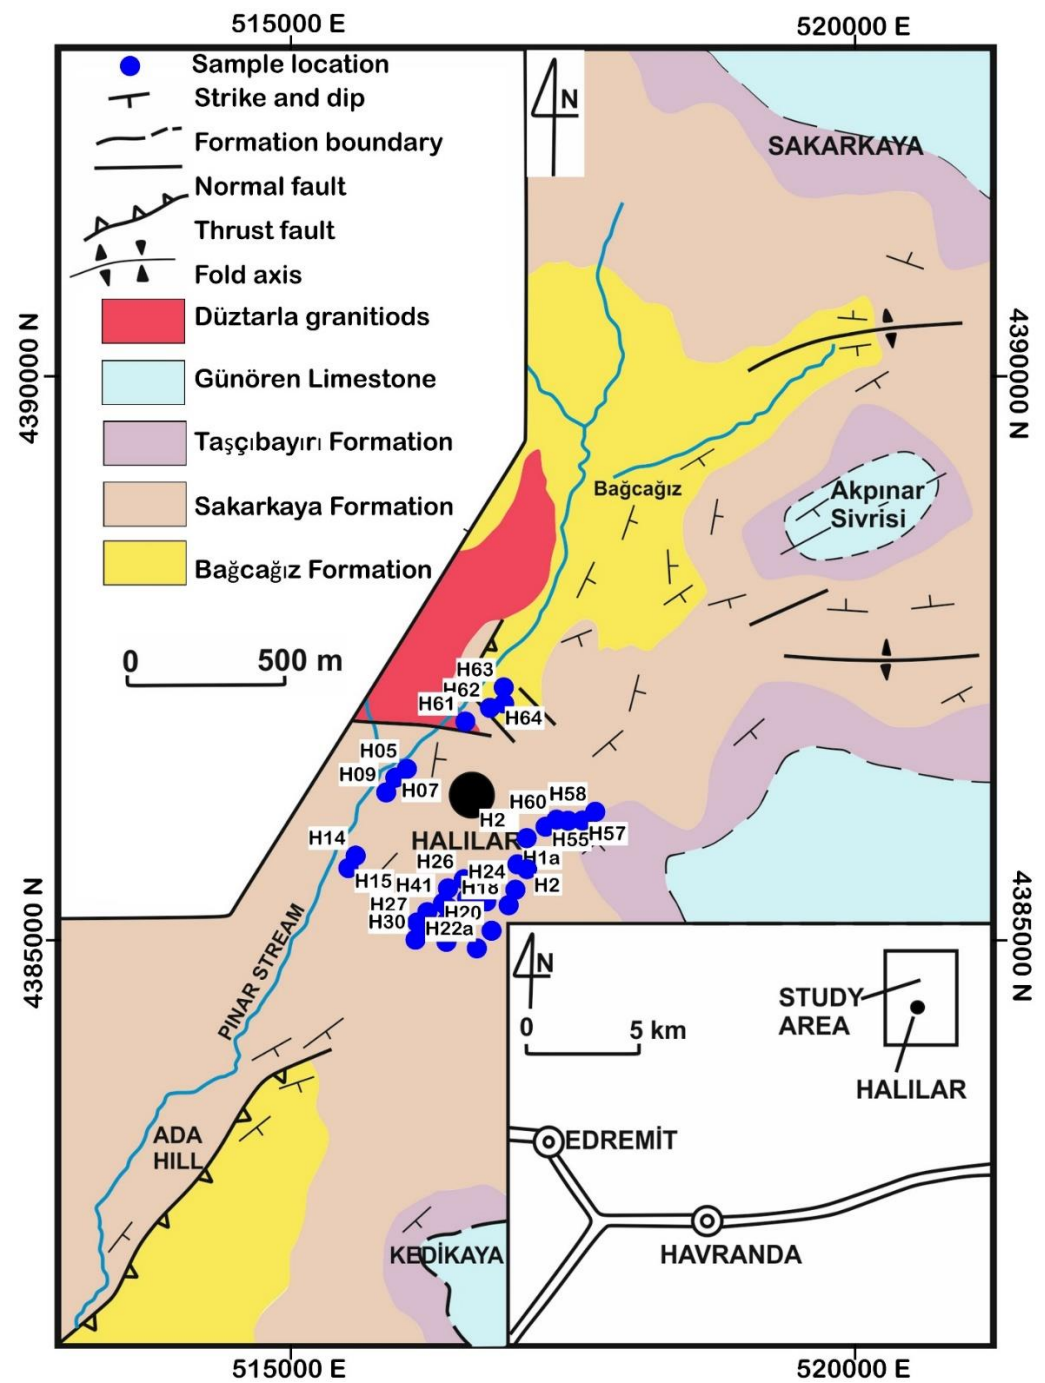 515000 E
520000 E
Sample location
Strike and dip
Formation boundary
Normal fault
Thrust fault
Fold axis
Düztarla granitiods
Günören Limestone
Taşçıbayırı Formation
Sakarkaya Formation
Bağcağız Formation
0 500 m
N
SAKARKAYA
4390000 N
4390000 N
Bağcağız
Akpınar
Sivrisi
H63
H62
H61
H64
H05
H09
H07
H58
H60
H2
H57
H55
HALILAR
H14
H1a
H26
H24
H15
H41
H18
H2
H27
H20
H30
H22a
4385000 N
4385000 N
PINAR STREAM
ADA
HILL
KEDİKAYA
N
0 5 km
STUDY
AREA
HALILAR
EDREMİT
HAVRANDA
515000 E
520000 E